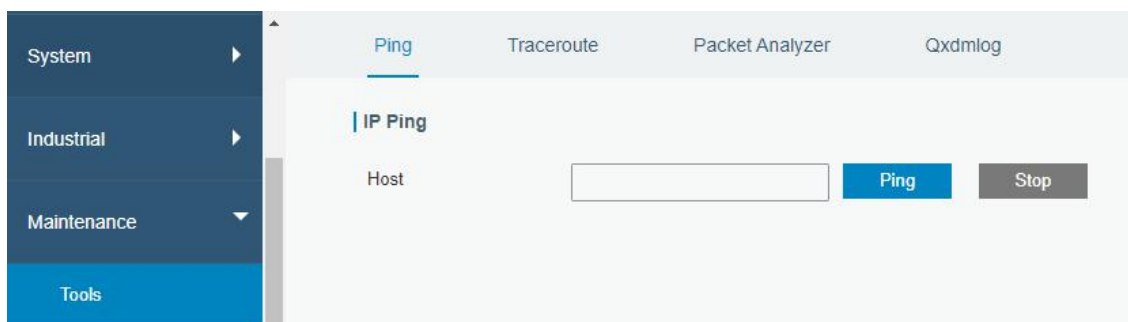 System
Industrial
Maintenance
Tools
Ping Traceroute Packet Analyzer Qxdmlog
IP Ping
Host Ping Stop